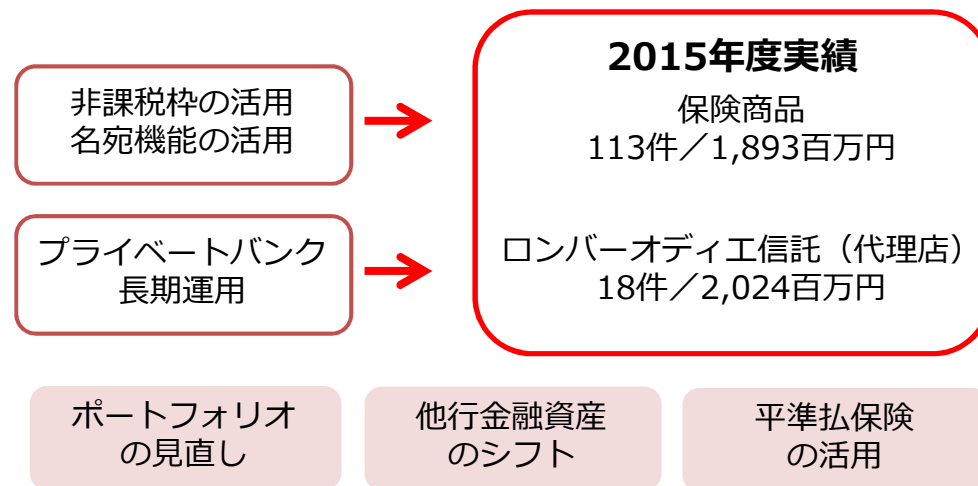 非課税枠の活用
名宛機能の活用
2015年度実績
保険商品
113件／1,893百万円
プライベートバンク
長期運用
ロンバーオディエ信託（代理店）
18件／2,024百万円
ポートフォリオ
の見直し
他行金融資産
のシフト
平準払保険
の活用